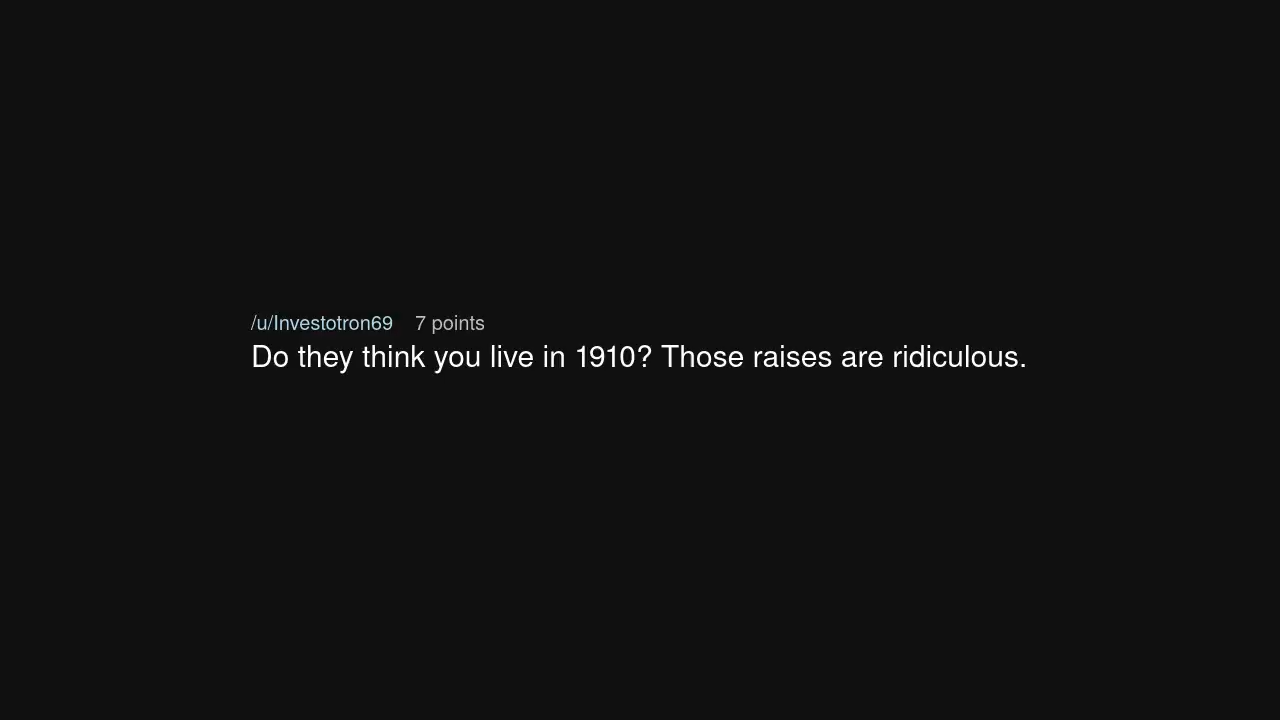 /u/Investotron69 7 points
Do they think you live in 1910? Those raises are ridiculous.